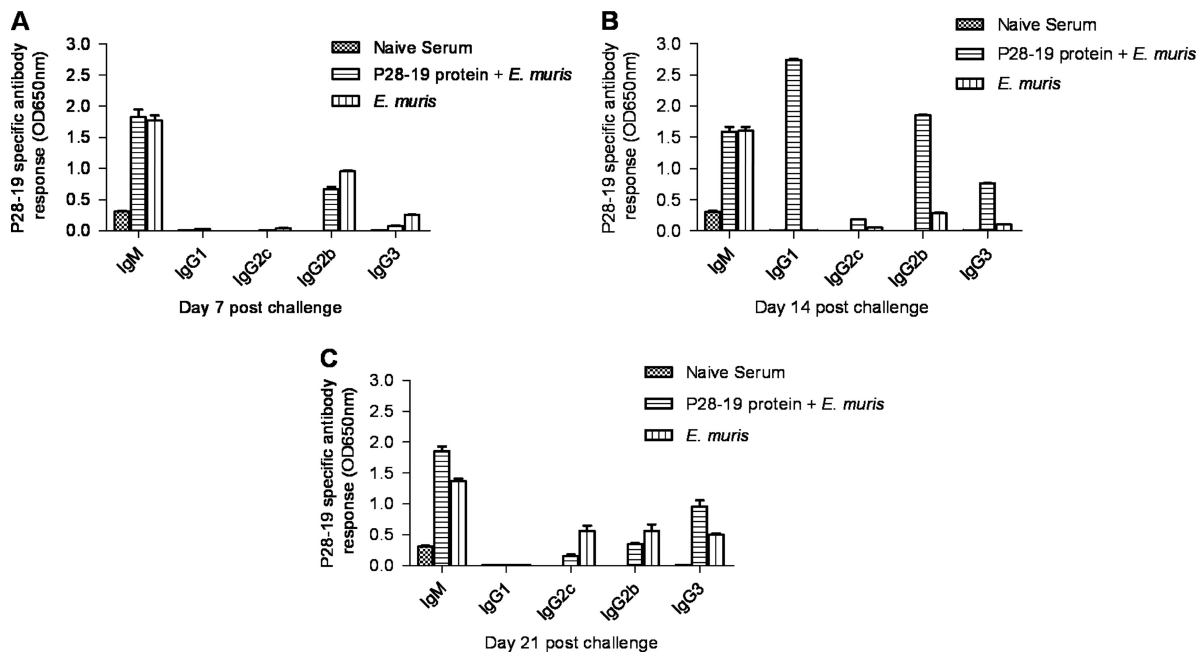 A
P28-19 specific antibody
response (OD650nm)
3.0
2.5
2.0
1.5
1.0
0.5
0.0
Naive Serum
P28-19 protein + E. muris
E. muris
IgM
IgG1
IgG2c
IgG2b
IgG3
Day 7 post challenge
B
P28-19 specific antibody
response (OD650nm)
3.0
2.5
2.0
1.5
1.0
0.5
0.0
Naive Serum
P28-19 protein + E. muris
E. muris
IgM
IgG1
IgG2c
IgG2b
IgG3
Day 14 post challenge
C
P28-19 specific antibody
response (OD650nm)
3.0
2.5
2.0
1.5
1.0
0.5
0.0
Naive Serum
P28-19 protein + E. muris
E. muris
IgM
IgG1
IgG2c
IgG2b
IgG3
Day 21 post challenge